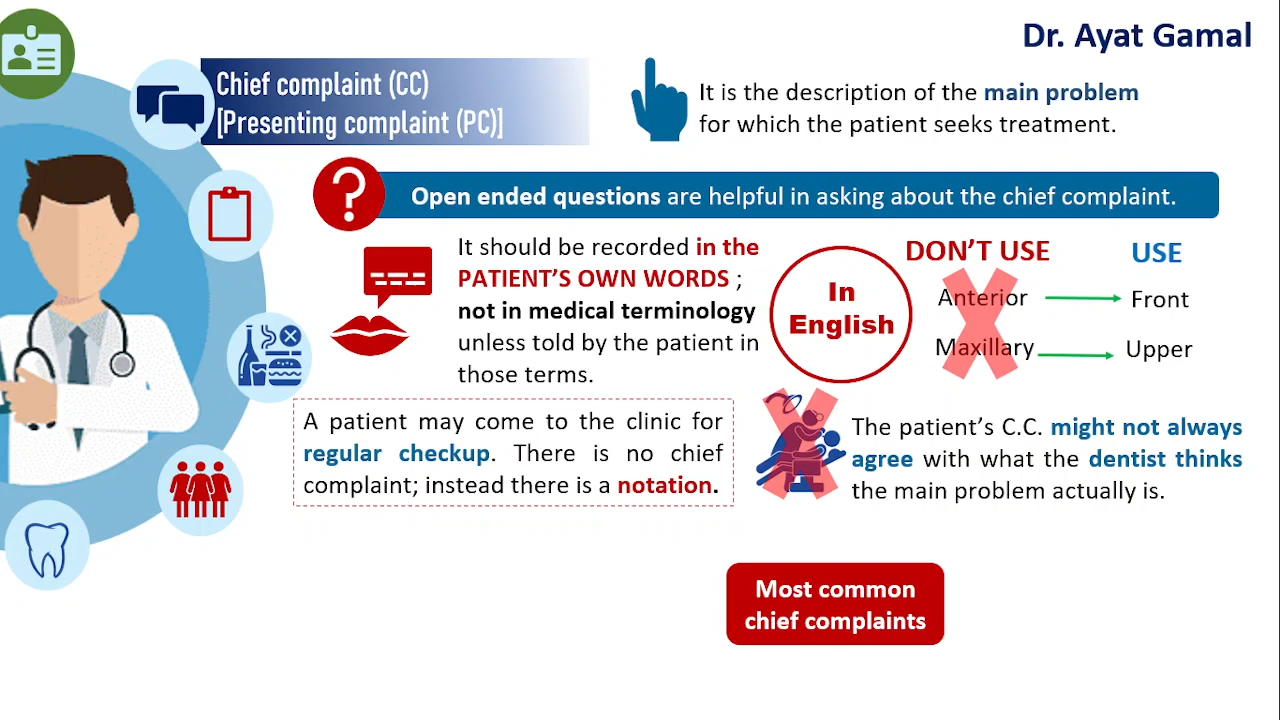 Dr. Ayat Gamal
Chief complaint (CC)
[Presenting complaint (PC)]
It is the description of the main problem
for which the patient seeks treatment.
?
Open ended questions are helpful in asking about the chief complaint.
It should be recorded in the
PATIENT'S OWN WORDS ;
not in medical terminology
unless told by the patient in
those terms.
In
English
DON'T USE
USE
Anterior
Front
Maxillary
Upper
A patient may come to the clinic for
regular checkup. There is no chief
complaint; instead there is a notation.
The patient's C.C. might not always
agree with what the dentist thinks
the main problem actually is.
Most common
chief complaints